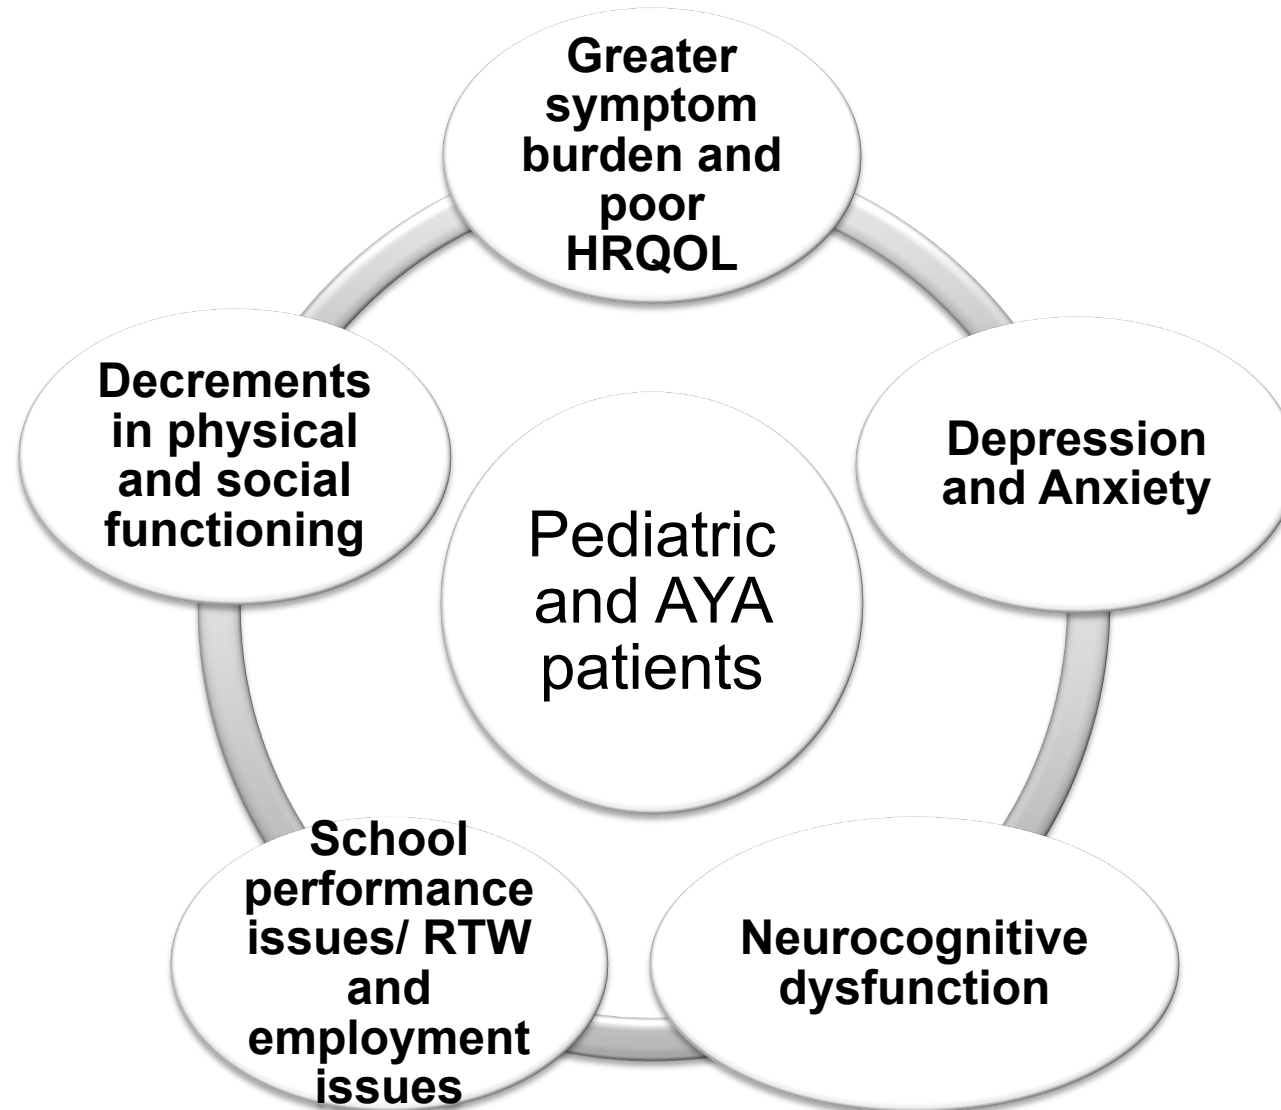 Greater
symptom
burden and
poor
HRQOL
Depression
and Anxiety
Neurocognitive
dysfunction
School
performance
issues/ RTW
and
employment
issues
Decrements
in physical
and social
functioning
Pediatric
and AYA
patients